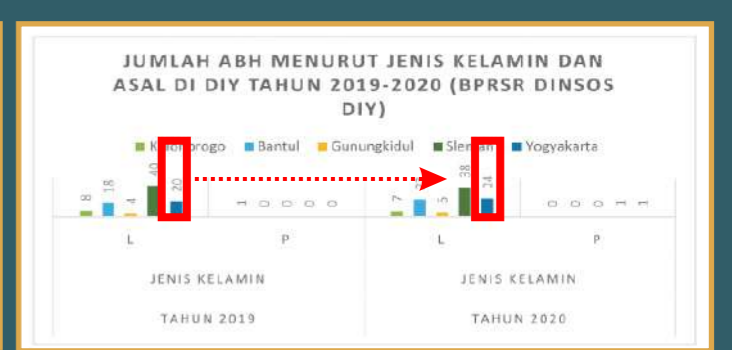 JUMLAH ABH MENURUT JENIS KELAMIN DAN
ASAL DI DIY TAHUN 2019-2020 (BPRSR DINSOS
DIY)
Bantul Gunungkidul Yogyakarta
8 18 4 40 20 1 0 0 0 0 7 5 38 24 0 0 0 1 1
L P L P
JENIS KELAMIN JENIS KELAMIN
TAHUN 2019 TAHUN 2020